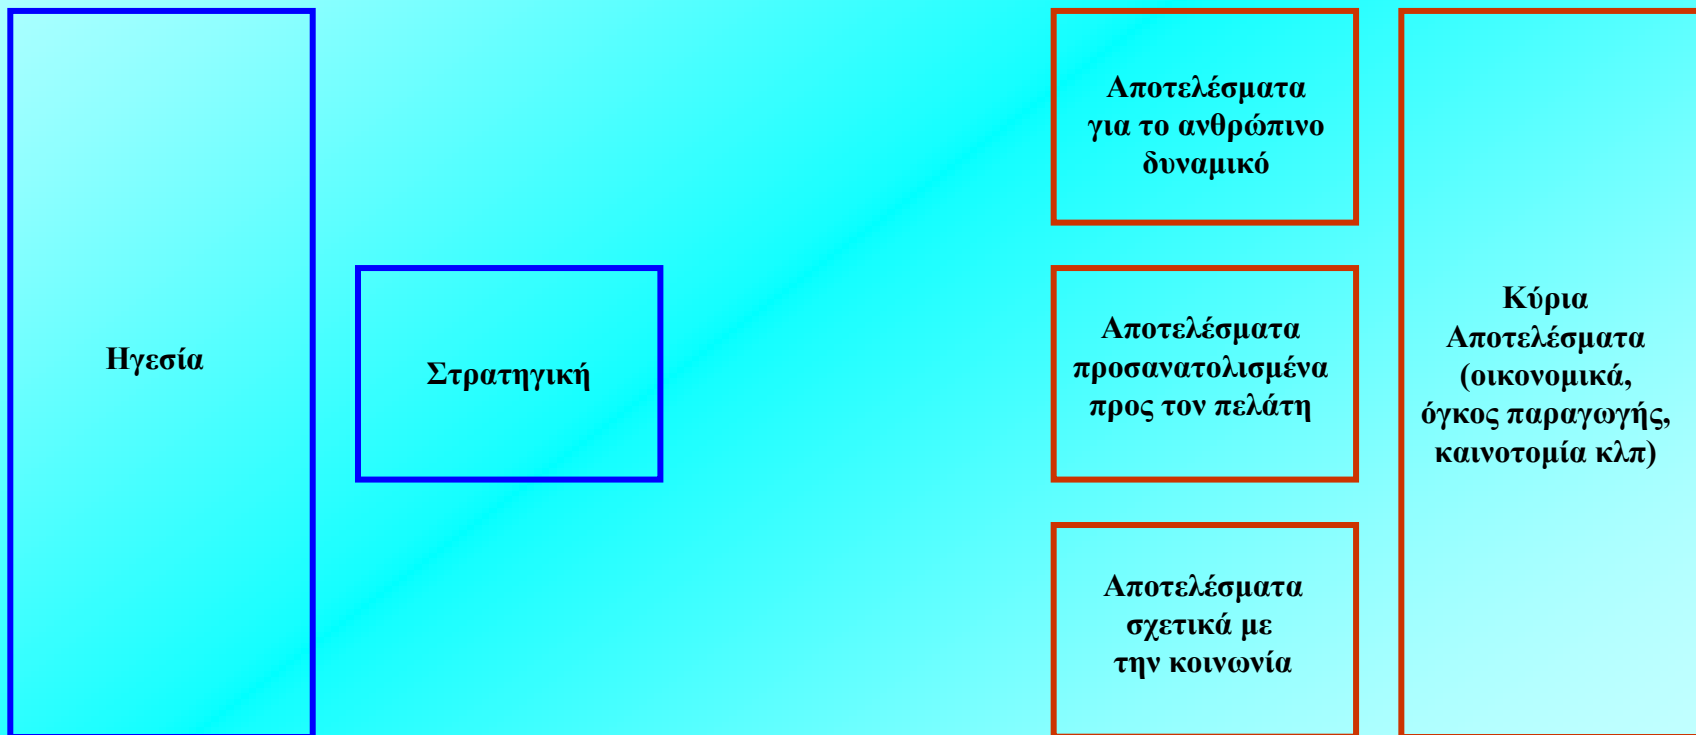 Ηγεσία
Στρατηγική
Αποτελέσματα
για το ανθρώπινο
δυναμικό
Αποτελέσματα
προσανατολισμένα
προς τον πελάτη
Αποτελέσματα
σχετικά με
την κοινωνία
Κύρια
Αποτελέσματα
(οικονομικά,
όγκος παραγωγής,
καινοτομία κλπ)